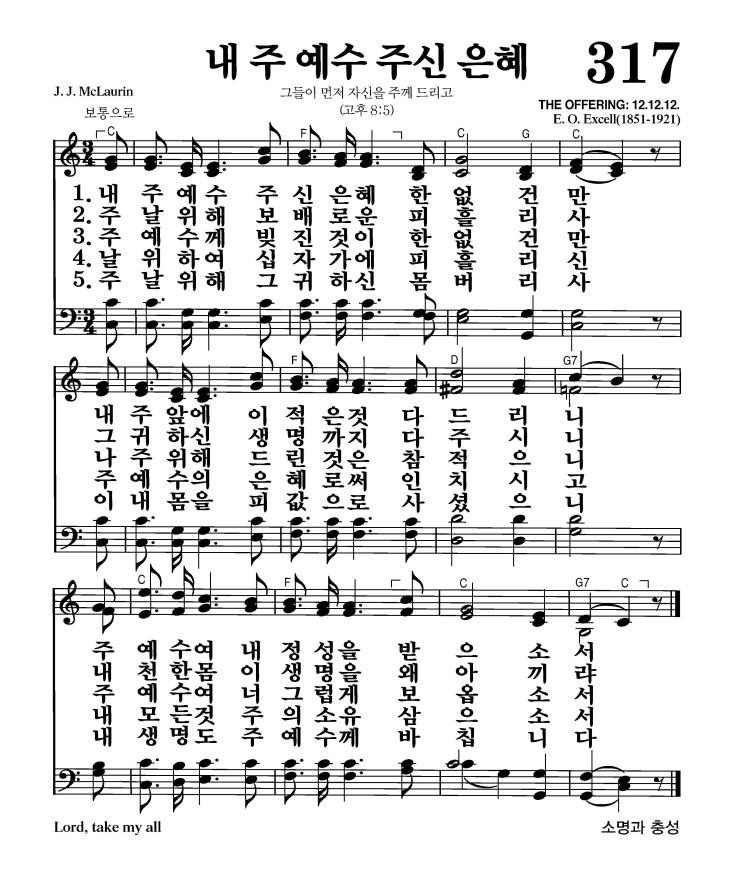 내 주 예수 주신 은혜
317
J. J. McLaurin
그들이 먼저 자신을 주께 드리고
(고후 8:5)
THE OFFERING: 12.12.12.
E. O. Excell(1851-1921)
보통으로
C F C G C
3
4
1. 내 주 예 수 주 신 은 혜 한 없 건 만
2. 주 날 위 해 보 배 로 운 피 흘 리 사
3. 주 예 수 께 빚 진 것 이 한 없 건 만
4. 날 위 하 여 십 자 가 에 피 흘 리 신
5. 주 날 위 해 그 귀 하 신 몸 버 리 사
3
4
F D G7
내 주 앞 에 이 적 은 것 다 드 리 니
그 귀 하 신 생 명 까 지 다 주 시 니
나 주 위 해 드 린 것 은 참 적 으 니
주 예 수 의 은 혜 로 써 인 치 시 고
이 내 몸 을 피 값 으 로 사 셨 으 니
C F C G7 C
주 예 수 여 내 정 성 을 받 으 소 서
내 천 한 몸 이 생 명 을 왜 아 끼 랴
주 예 수 여 너 그 럽 게 보 옵 소 서
내 모 든 것 주 의 소 유 삼 으 소 서
내 생 명 도 주 예 수 께 바 칩 니 다
Lord, take my all
소명과 충성